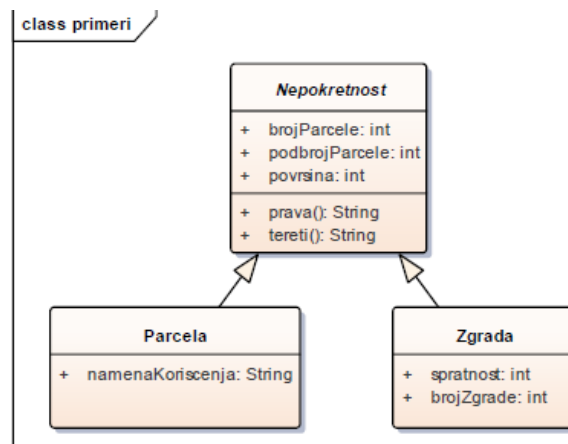 class primeri
Nepokretnost
+ brojParcele: int
+ podbrojParcele: int
+ povrsina: int
+ prava(): String
+ tereti(): String
Parcela
+ namenaKoriscenja: String
Zgrada
+ spratnost: int
+ brojZgrade: int